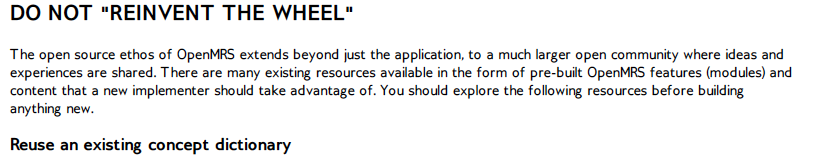 DO NOT "REINVENT THE WHEEL"
The open source ethos of OpenMRS extends beyond just the application, to a much larger open community where ideas and
experiences are shared. There are many existing resources available in the form of pre-built OpenMRS features (modules) and
content that a new implementer should take advantage of. You should explore the following resources before building
anything new.
Reuse an existing concept dictionary